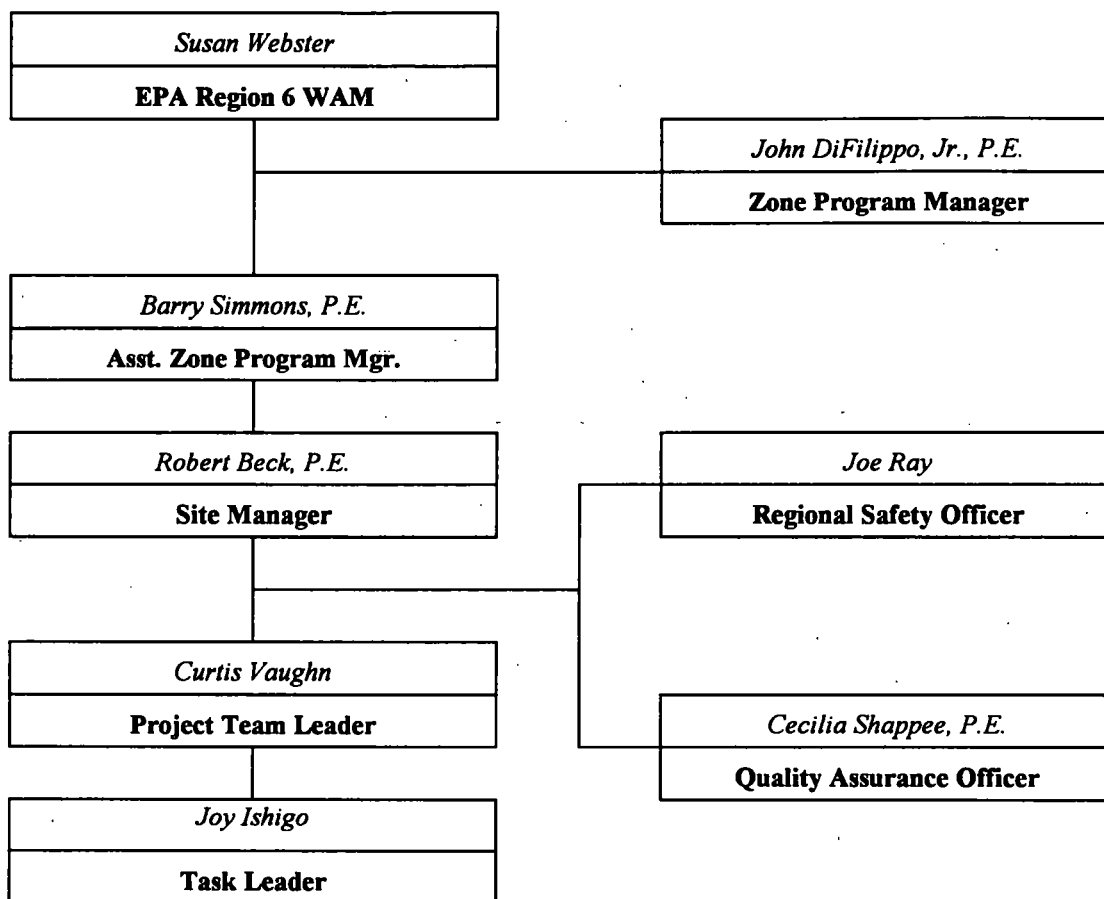 Susan Webster
EPA Region 6 WAM
John DiFilippo, Jr., P.E.
Zone Program Manager
Barry Simmons, P.E.
Asst. Zone Program Mgr.
Robert Beck, P.E.
Site Manager
Joe Ray
Regional Safety Officer
Curtis Vaughn
Project Team Leader
Cecilia Shappee, P.E.
Quality Assurance Officer
Joy Ishigo
Task Leader